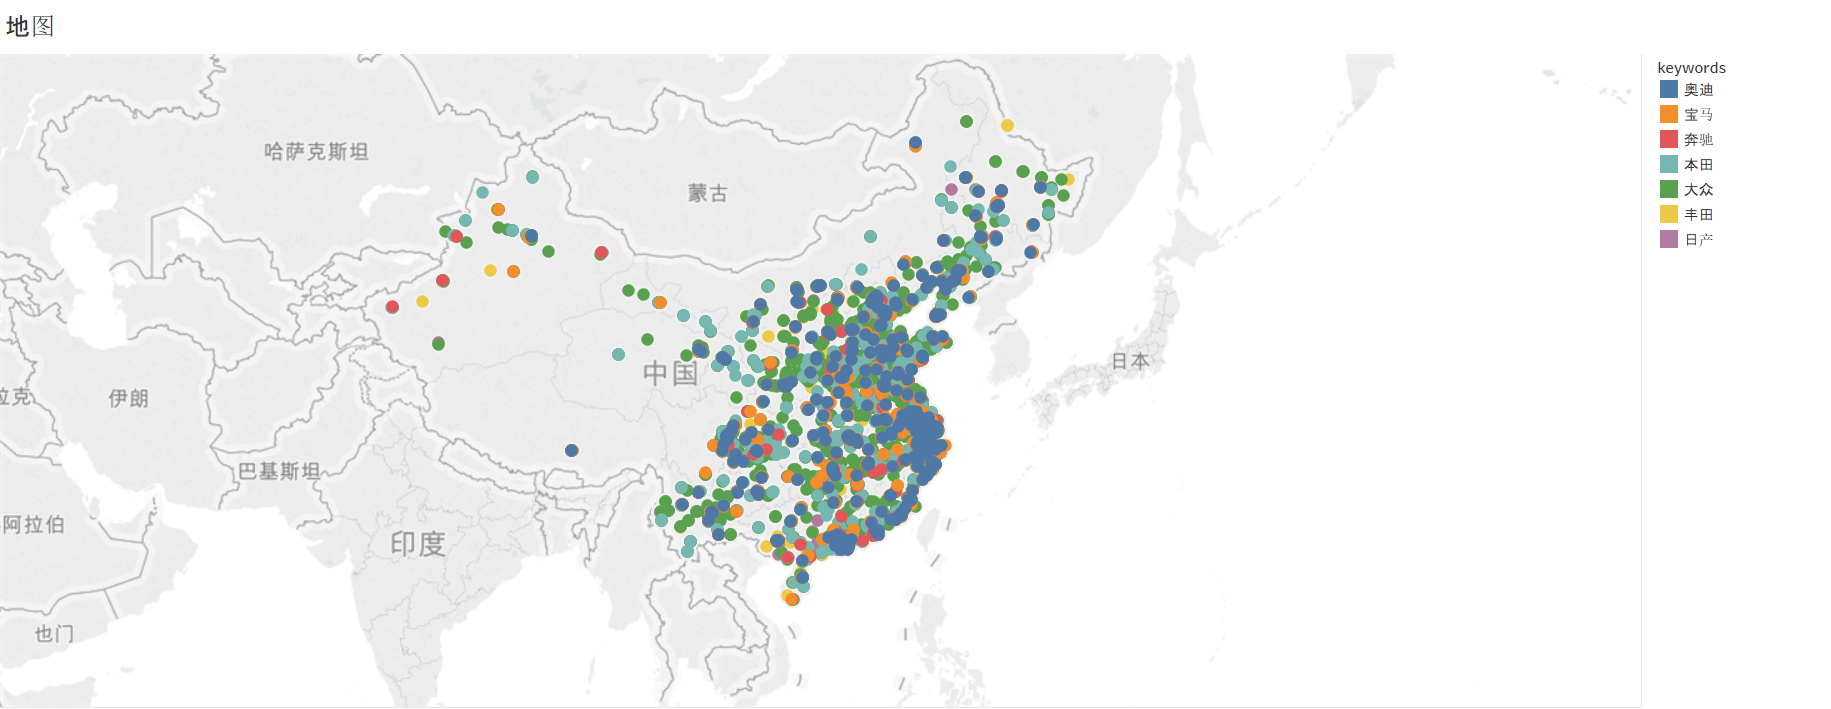 地图
keywords
奥迪
宝马
奔驰
本田
大众
丰田
日产
哈萨克斯坦
蒙古
中国
日本
拉克
伊朗
巴基斯坦
阿拉伯
印度
也门